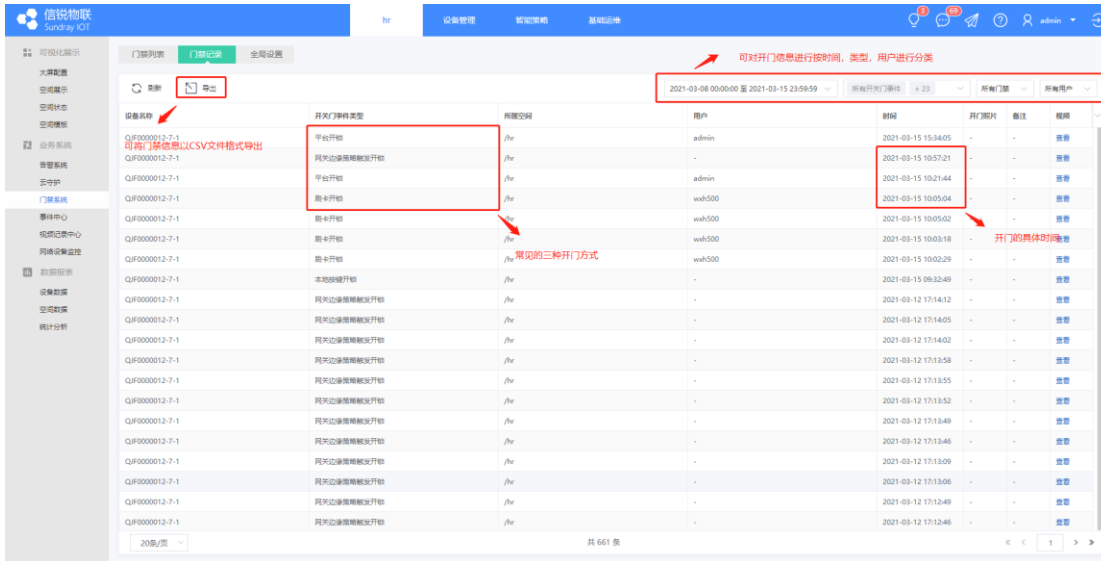 信锐物联
Sundray IOT
hr
设备管理
智能策略
基础运维
3
69
admin
可视化展示
大屏配置
空间展示
空间状态
空间模板
业务系统
告警系统
云守护
门禁系统
事件中心
视频记录中心
网络设备监控
数据报表
设备数据
空间数据
统计分析
门禁列表
门禁记录
全局设置
可对开门信息进行按时间，类型，用户进行分类
刷新
导出
2021-03-08 00:00:00 至 2021-03-15 23:59:59
所有开关门事件
+ 23
所有门禁
所有用户
设备名称 开关门事件类型 所属空间 用户 时间 开门照片 备注 视频
QJF0000012-7-1 平台开锁 /hr admin 2021-03-15 15:34:05 - - 查看
可将门禁信息以CSV文件格式导出
QJF0000012-7-1 网关边缘策略触发开锁 /hr - 2021-03-15 10:57:21 - - 查看
QJF0000012-7-1 平台开锁 /hr admin 2021-03-15 10:21:44 - - 查看
QJF0000012-7-1 刷卡开锁 /hr wxh500 2021-03-15 10:05:04 - - 查看
QJF0000012-7-1 刷卡开锁 /hr wxh500 2021-03-15 10:05:02 - 查看
QJF0000012-7-1 刷卡开锁 /hr wxh500 2021-03-15 10:03:18 - 查看
开门的具体时间
常见的三种开门方式
QJF0000012-7-1 刷卡开锁 /hr wxh500 2021-03-15 10:02:29 - - 查看
QJF0000012-7-1 本地按键开锁 /hr - 2021-03-15 09:32:49 - - 查看
QJF0000012-7-1 网关边缘策略触发开锁 /hr - 2021-03-12 17:14:12 - - 查看
QJF0000012-7-1 网关边缘策略触发开锁 /hr - 2021-03-12 17:14:05 - - 查看
QJF0000012-7-1 网关边缘策略触发开锁 /hr - 2021-03-12 17:14:02 - - 查看
QJF0000012-7-1 网关边缘策略触发开锁 /hr - 2021-03-12 17:13:58 - - 查看
QJF0000012-7-1 网关边缘策略触发开锁 /hr - 2021-03-12 17:13:55 - - 查看
QJF0000012-7-1 网关边缘策略触发开锁 /hr - 2021-03-12 17:13:52 - - 查看
QJF0000012-7-1 网关边缘策略触发开锁 /hr - 2021-03-12 17:13:49 - - 查看
QJF0000012-7-1 网关边缘策略触发开锁 /hr - 2021-03-12 17:13:46 - - 查看
QJF0000012-7-1 网关边缘策略触发开锁 /hr - 2021-03-12 17:13:09 - - 查看
QJF0000012-7-1 网关边缘策略触发开锁 /hr - 2021-03-12 17:13:06 - - 查看
QJF0000012-7-1 网关边缘策略触发开锁 /hr - 2021-03-12 17:12:49 - - 查看
QJF0000012-7-1 网关边缘策略触发开锁 /hr - 2021-03-12 17:12:46 - - 查看
20条/页
共 661 条
1